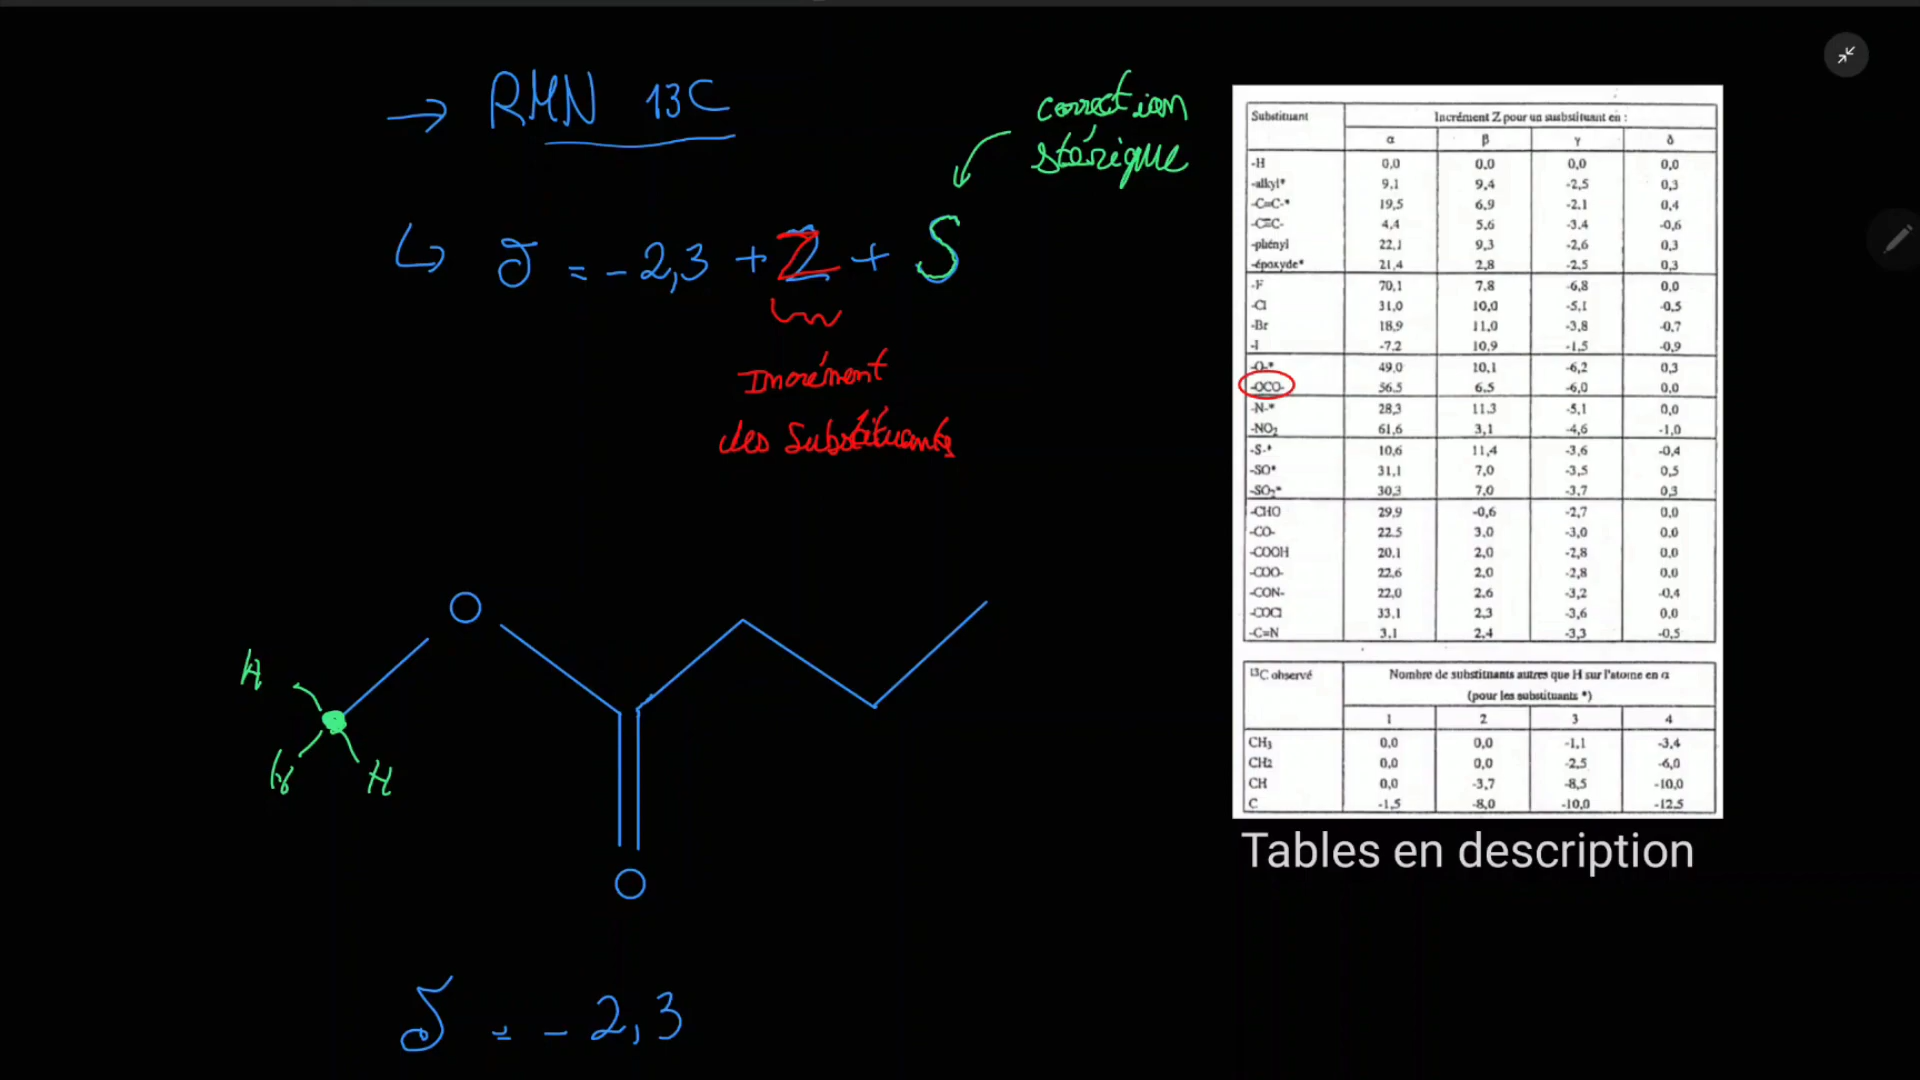 → RMN 13C
correction
stérique
↳ δ = - 2,3 + Z + S
Incrément
des Substituants
O
H
H
H
O
δ = - 2,3
Substituant Incrément Z pour un susbstituant en :
α β γ δ
-H 0,0 0,0 0,0 0,0
-alkyl* 9,1 9,4 -2,5 0,3
-C=C-* 19,5 6,9 -2,1 0,4
-C≡C- 4,4 5,6 -3,4 -0,6
-phényl 22,1 9,3 -2,6 0,3
-époxyde* 21,4 2,8 -2,5 0,3
-F 70,1 7,8 -6,8 0,0
-Cl 31,0 10,0 -5,1 -0,5
-Br 18,9 11,0 -3,8 -0,7
-I -7,2 10,9 -1,5 -0,9
-O-* 49,0 10,1 -6,2 0,3
-OCO- 56,5 6,5 -6,0 0,0
-N-* 28,3 11,3 -5,1 0,0
-NO2 61,6 3,1 -4,6 -1,0
-S-* 10,6 11,4 -3,6 -0,4
-SO* 31,1 7,0 -3,5 0,5
-SO2* 30,3 7,0 -3,7 0,3
-CHO 29,9 -0,6 -2,7 0,0
-CO- 22,5 3,0 -3,0 0,0
-COOH 20,1 2,0 -2,8 0,0
-COO- 22,6 2,0 -2,8 0,0
-CON- 22,0 2,6 -3,2 -0,4
-COCl 33,1 2,3 -3,6 0,0
-C≡N 3,1 2,4 -3,3 -0,5
13C observé Nombre de substituants autres que H sur l'atome en α
(pour les substituants *)
1 2 3 4
CH3 0,0 0,0 -1,1 -3,4
CH2 0,0 0,0 -2,5 -6,0
CH 0,0 -3,7 -8,5 -10,0
C -1,5 -8,0 -10,0 -12,5
Tables en description